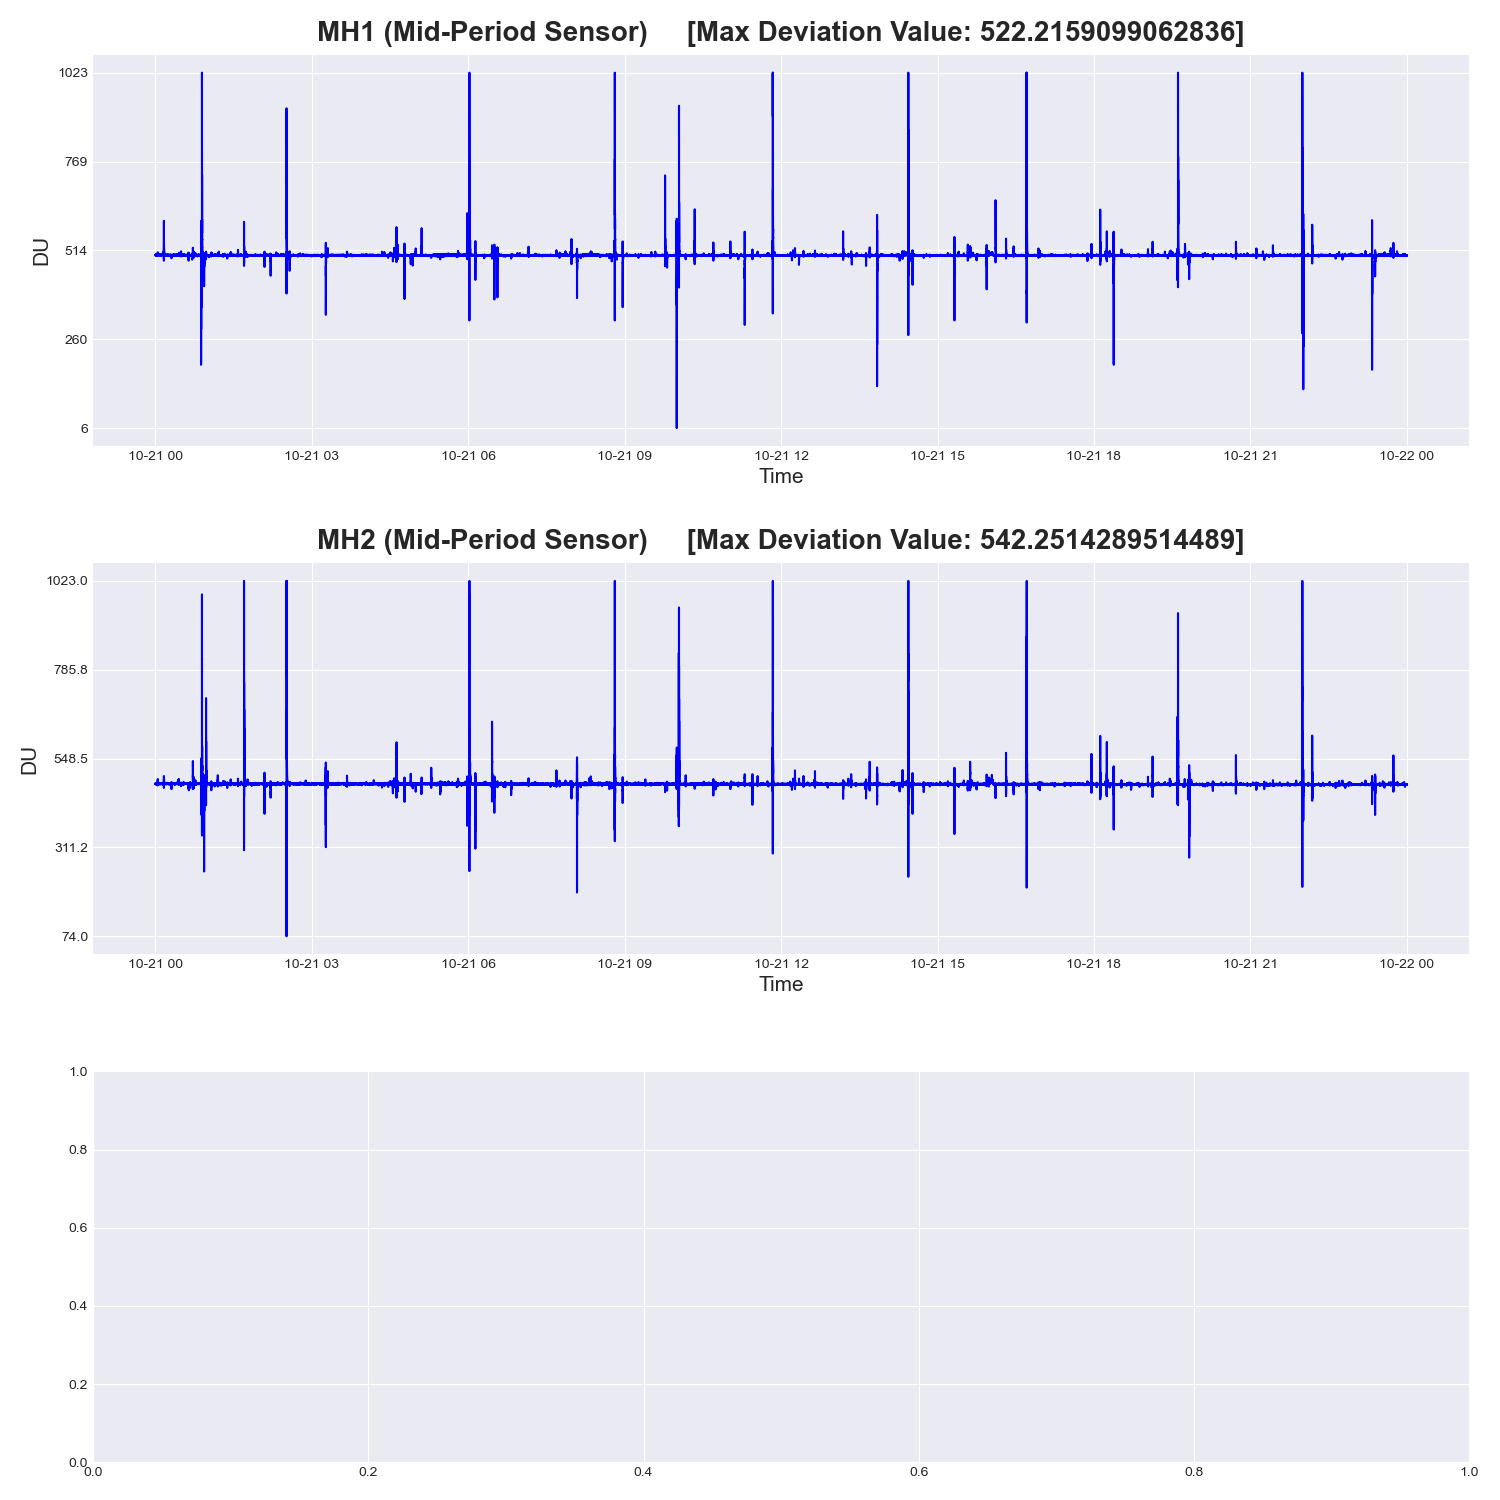 MH1 (Mid-Period Sensor) [Max Deviation Value: 522.2159099062836]
1023
769
514
260
6
DU
10-21 00 10-21 03 10-21 06 10-21 09 10-21 12 10-21 15 10-21 18 10-21 21 10-22 00
Time
MH2 (Mid-Period Sensor) [Max Deviation Value: 542.2514289514489]
1023.0
785.8
548.5
311.2
74.0
DU
10-21 00 10-21 03 10-21 06 10-21 09 10-21 12 10-21 15 10-21 18 10-21 21 10-22 00
Time
1.0
0.8
0.6
0.4
0.2
0.0
0.0 0.2 0.4 0.6 0.8 1.0